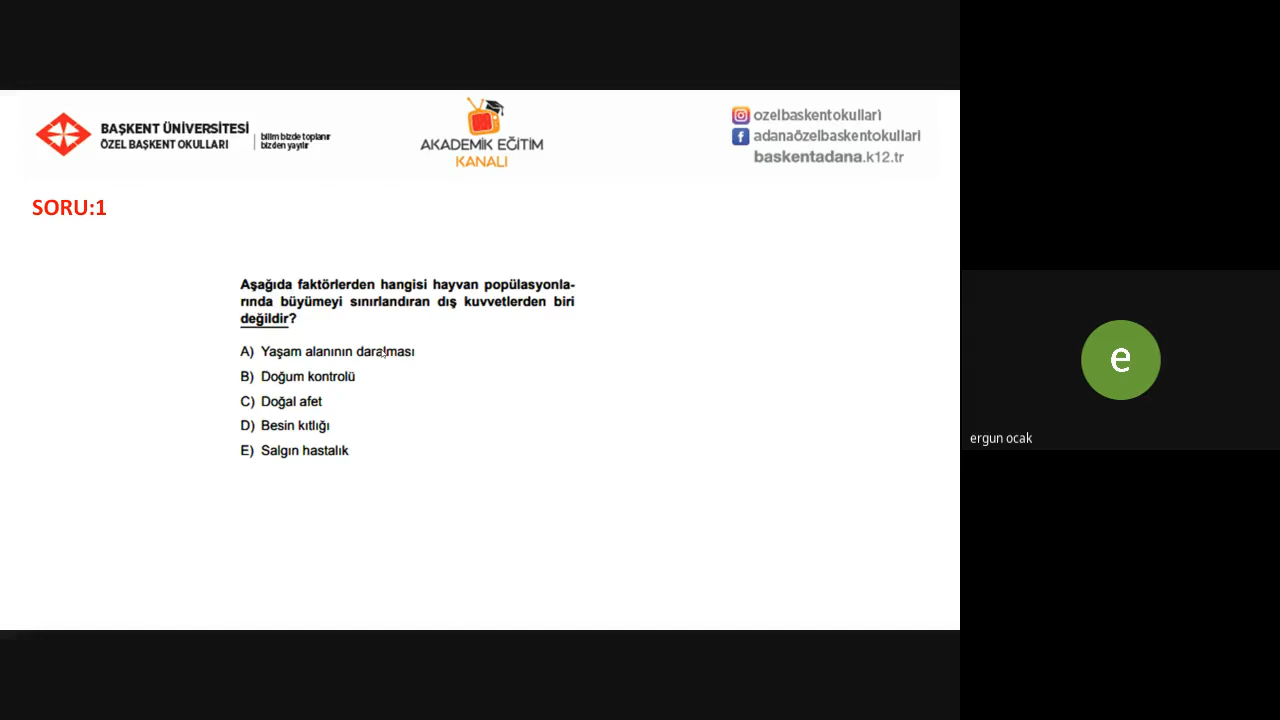 BAŞKENT ÜNİVERSİTESİ
ÖZEL BAŞKENT OKULLARI
bilim bizde toplanır
bizden yayılır
AKADEMİK EĞİTİM
KANALI
ozelbaskentokullari
adanaözelbaskentokullari
baskentadana.k12.tr
SORU:1
Aşağıda faktörlerden hangisi hayvan popülasyonla-
rında büyümeyi sınırlandıran dış kuvvetlerden biri
değildir?
A) Yaşam alanının daralması
B) Doğum kontrolü
C) Doğal afet
D) Besin kıtlığı
E) Salgın hastalık
e
ergun ocak